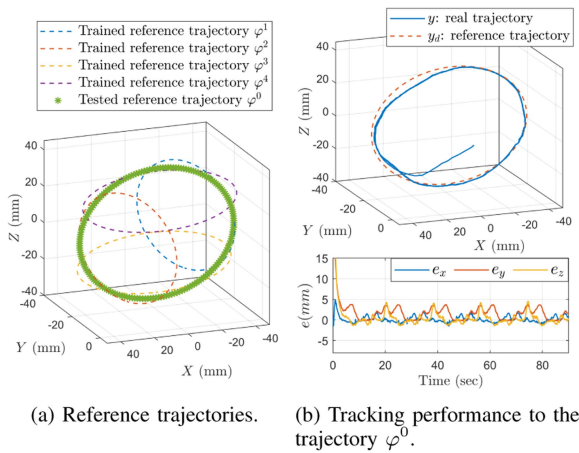 Trained reference trajectory φ¹
Trained reference trajectory φ²
Trained reference trajectory φ³
Trained reference trajectory φ⁴
Tested reference trajectory φ⁰
40
20
0
-20
-40
Z (mm)
-40
-20
0
Y (mm)
40 20 0 -20 -40
X (mm)
(a) Reference trajectories.
y: real trajectory
y_d: reference trajectory
40
20
0
-20
-40
Z (mm)
-40
-20
0
Y (mm)
40 20 0 -20 -40
X (mm)
e_x e_y e_z
15
10
5
0
-5
e(mm)
0 20 40 60 80
Time (sec)
(b) Tracking performance to the
trajectory φ⁰.